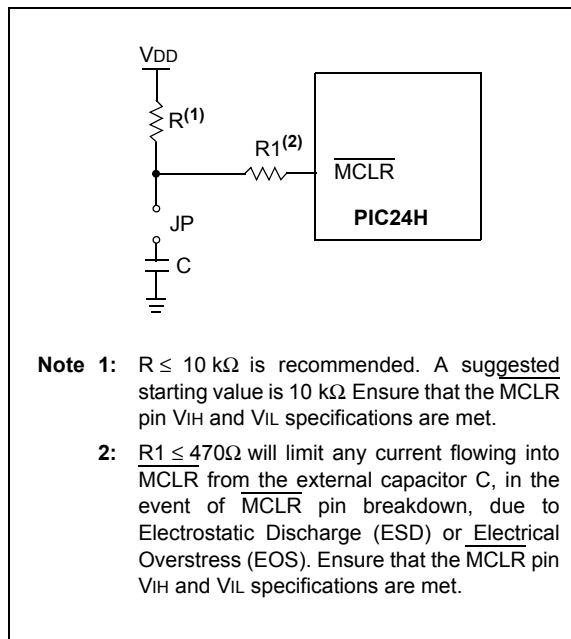 VDD
R(1)
R1(2)
MCLR
JP
PIC24H
C
Note 1: R ≤ 10 kΩ is recommended. A suggested
starting value is 10 kΩ Ensure that the MCLR
pin VIH and VIL specifications are met.
2: R1 ≤ 470Ω will limit any current flowing into
MCLR from the external capacitor C, in the
event of MCLR pin breakdown, due to
Electrostatic Discharge (ESD) or Electrical
Overstress (EOS). Ensure that the MCLR pin
VIH and VIL specifications are met.